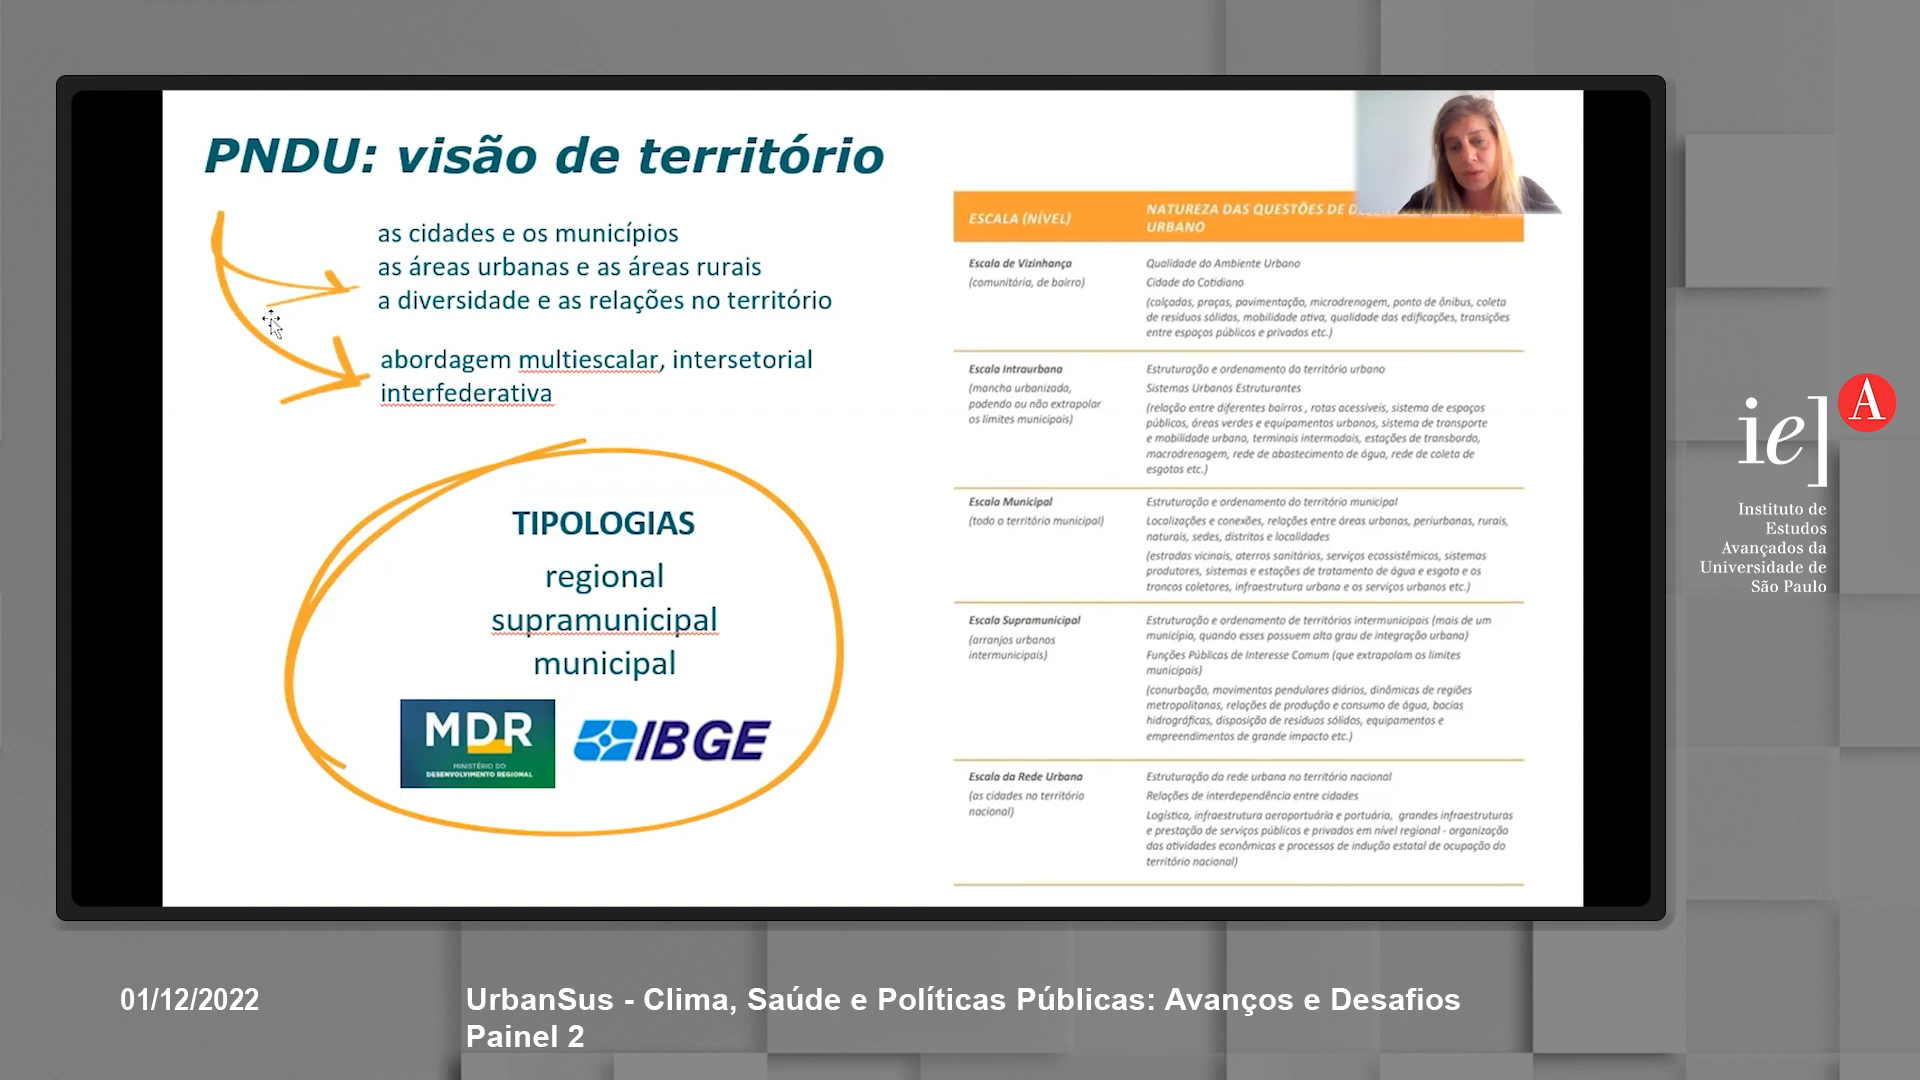 PNDU: visão de território
as cidades e os municípios
as áreas urbanas e as áreas rurais
a diversidade e as relações no território
abordagem multiescalar, intersetorial
interfederativa
TIPOLOGIAS
regional
supramunicipal
municipal
MDR
MINISTÉRIO DO
DESENVOLVIMENTO REGIONAL
IBGE
ESCALA (NÍVEL)
NATUREZA DAS QUESTÕES DE
URBANO
Escala de Vizinhança
(comunitária, de bairro)
Qualidade do Ambiente Urbano
Cidade do Cotidiano
(calçadas, praças, pavimentação, microdrenagem, ponto de ônibus, coleta
de resíduos sólidos, mobilidade ativa, qualidade das edificações, transições
entre espaços públicos e privados etc.)
Escala Intraurbana
(mancha urbanizada,
podendo ou não extrapolar
os limites municipais)
Estruturação e ordenamento do território urbano
Sistemas Urbanos Estruturantes
(relação entre diferentes bairros , rotas acessíveis, sistema de espaços
públicos, áreas verdes e equipamentos urbanos, sistema de transporte
e mobilidade urbana, terminais intermodais, estações de transbordo,
macrodrenagem, rede de abastecimento de água, rede de coleta de
esgotos etc.)
Escala Municipal
(todo o território municipal)
Estruturação e ordenamento do território municipal
Localizações e conexões, relações entre áreas urbanas, periurbanas, rurais,
naturais, sedes, distritos e localidades
(estradas vicinais, aterros sanitários, serviços ecossistêmicos, sistemas
produtores, sistemas e estações de tratamento de água e esgoto e os
troncos coletores, infraestrutura urbana e os serviços urbanos etc.)
Escala Supramunicipal
(arranjos urbanos
intermunicipais)
Estruturação e ordenamento de territórios intermunicipais (mais de um
município, quando esses possuem alto grau de integração urbana)
Funções Públicas de Interesse Comum (que extrapolam os limites
municipais)
(conurbação, movimentos pendulares diários, dinâmicas de regiões
metropolitanas, relações de produção e consumo de água, bacias
hidrográficas, disposição de resíduos sólidos, equipamentos e
empreendimentos de grande impacto etc.)
Escala da Rede Urbana
(as cidades no território
nacional)
Estruturação da rede urbana no território nacional
Relações de interdependência entre cidades
Logística, infraestrutura aeroportuária e portuária, grandes infraestruturas
e prestação de serviços públicos e privados em nível regional - organização
das atividades econômicas e processos de indução estatal de ocupação do
território nacional)
ie] A
Instituto de
Estudos
Avançados da
Universidade de
São Paulo
01/12/2022
UrbanSus - Clima, Saúde e Políticas Públicas: Avanços e Desafios
Painel 2